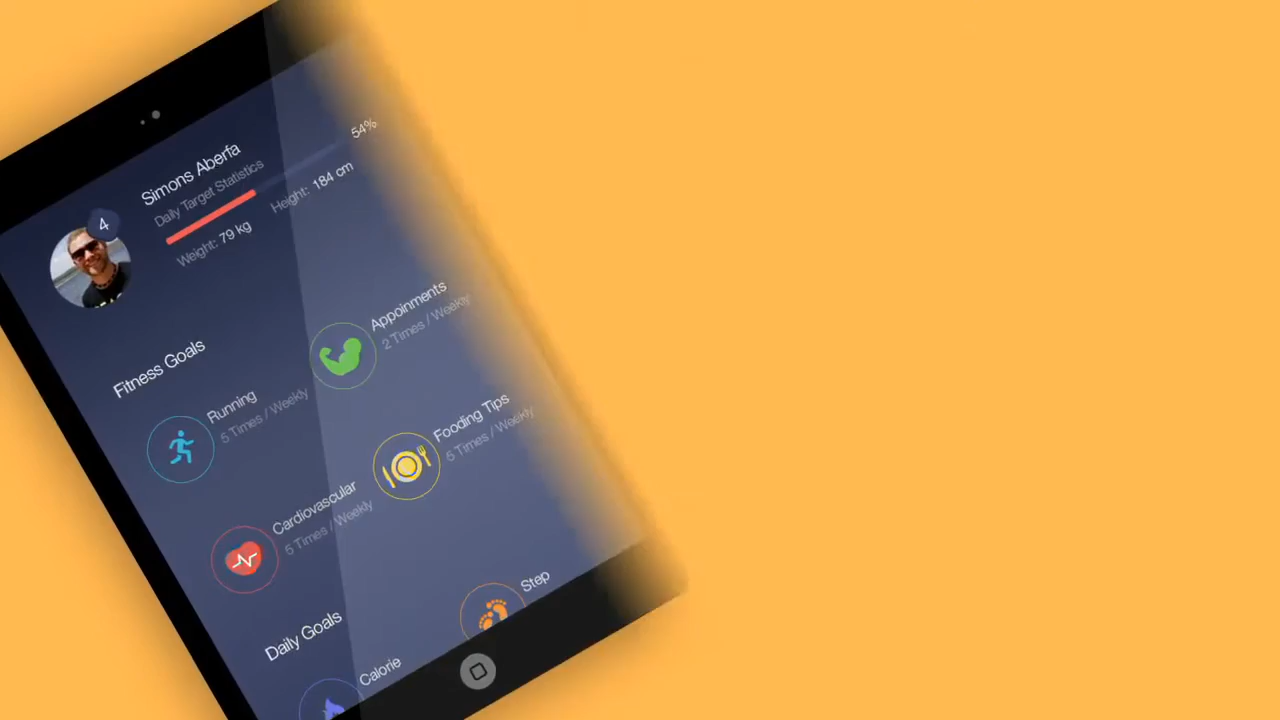 54%
Simons Aberfa
Daily Target Statistics
4
Weight: 79 kg
Height: 184 cm
Fitness Goals
Running
5 Times / Weekly
Appoinments
2 Times / Weekly
Cardiovascular
5 Times / Weekly
Fooding Tips
5 Times / Weekly
Daily Goals
Calorie
Step